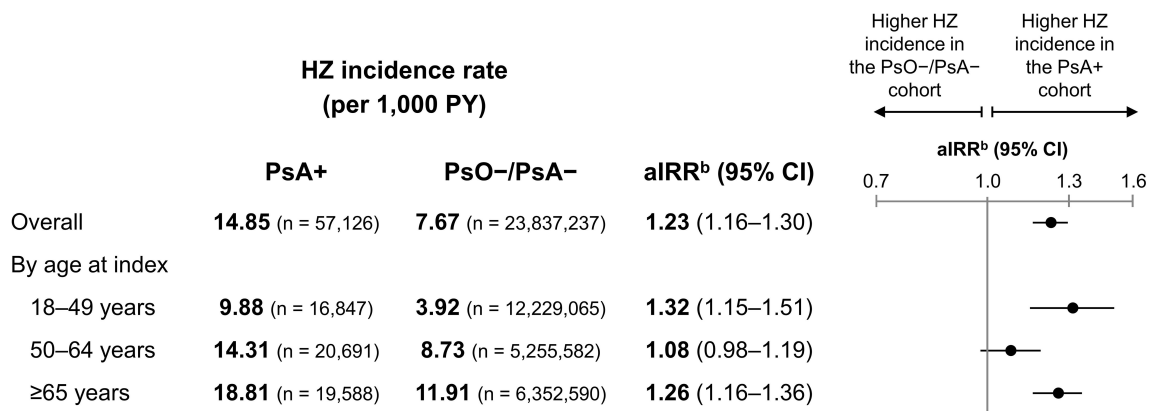 Higher HZ incidence in the PsO−/PsA− cohort
Higher HZ incidence in the PsA+ cohort
HZ incidence rate
(per 1,000 PY)
aIRRᵇ (95% CI)
PsA+ PsO−/PsA− aIRRᵇ (95% CI)
0.7 1.0 1.3 1.6
Overall 14.85 (n = 57,126) 7.67 (n = 23,837,237) 1.23 (1.16–1.30)
By age at index
18–49 years 9.88 (n = 16,847) 3.92 (n = 12,229,065) 1.32 (1.15–1.51)
50–64 years 14.31 (n = 20,691) 8.73 (n = 5,255,582) 1.08 (0.98–1.19)
≥65 years 18.81 (n = 19,588) 11.91 (n = 6,352,590) 1.26 (1.16–1.36)